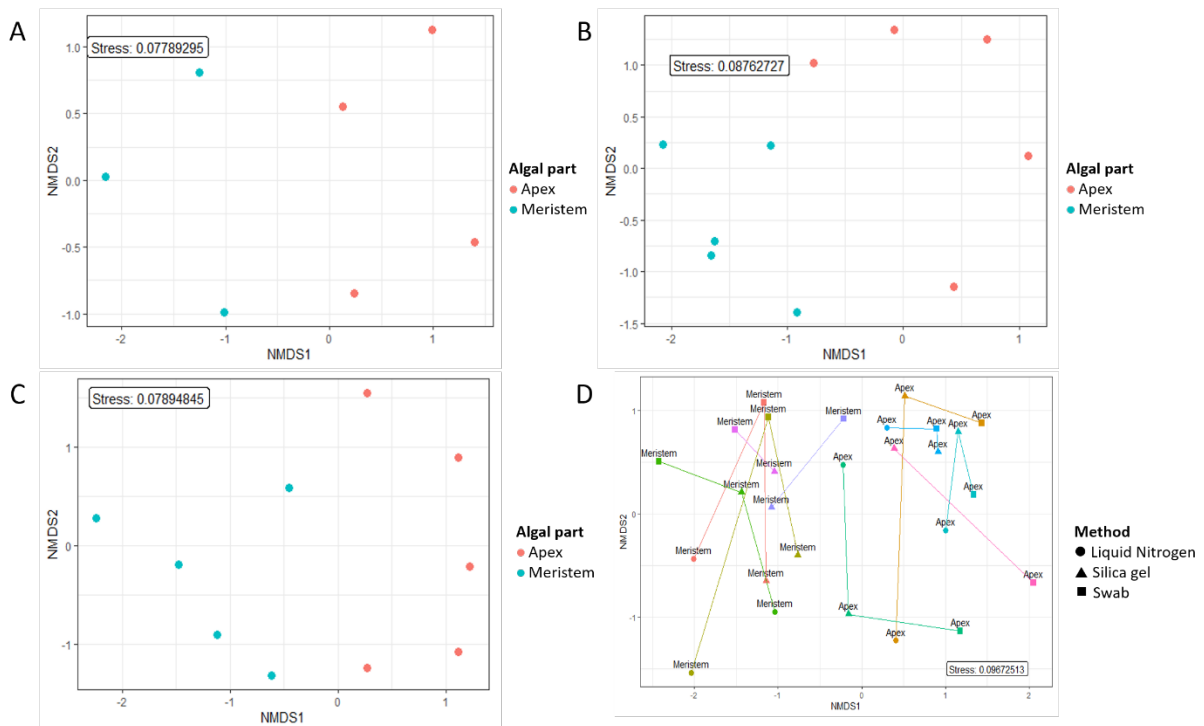 A
Stress: 0.07789295
1.0
0.5
0.0
-0.5
-1.0
NMDS2
-2
-1
0
1
NMDS1
Algal part
Apex
Meristem
B
Stress: 0.08762727
1.0
0.5
0.0
-0.5
-1.0
-1.5
NMDS2
-2
-1
0
1
NMDS1
Algal part
Apex
Meristem
C
Stress: 0.07894845
1
0
-1
NMDS2
-2
-1
0
1
NMDS1
Algal part
Apex
Meristem
D
1
0
-1
NMDS2
Meristem
Apex
Apex
Meristem
Meristem
Meristem
Apex
Apex
Apex
Meristem
Apex
Apex
Meristem
Meristem
Apex
Apex
Meristem
Meristem
Apex
Meristem
Apex
Meristem
Meristem
Apex
Apex
Meristem
Apex
Apex
Meristem
Stress: 0.09672513
-2
-1
0
1
2
NMDS1
Method
Liquid Nitrogen
Silica gel
Swab